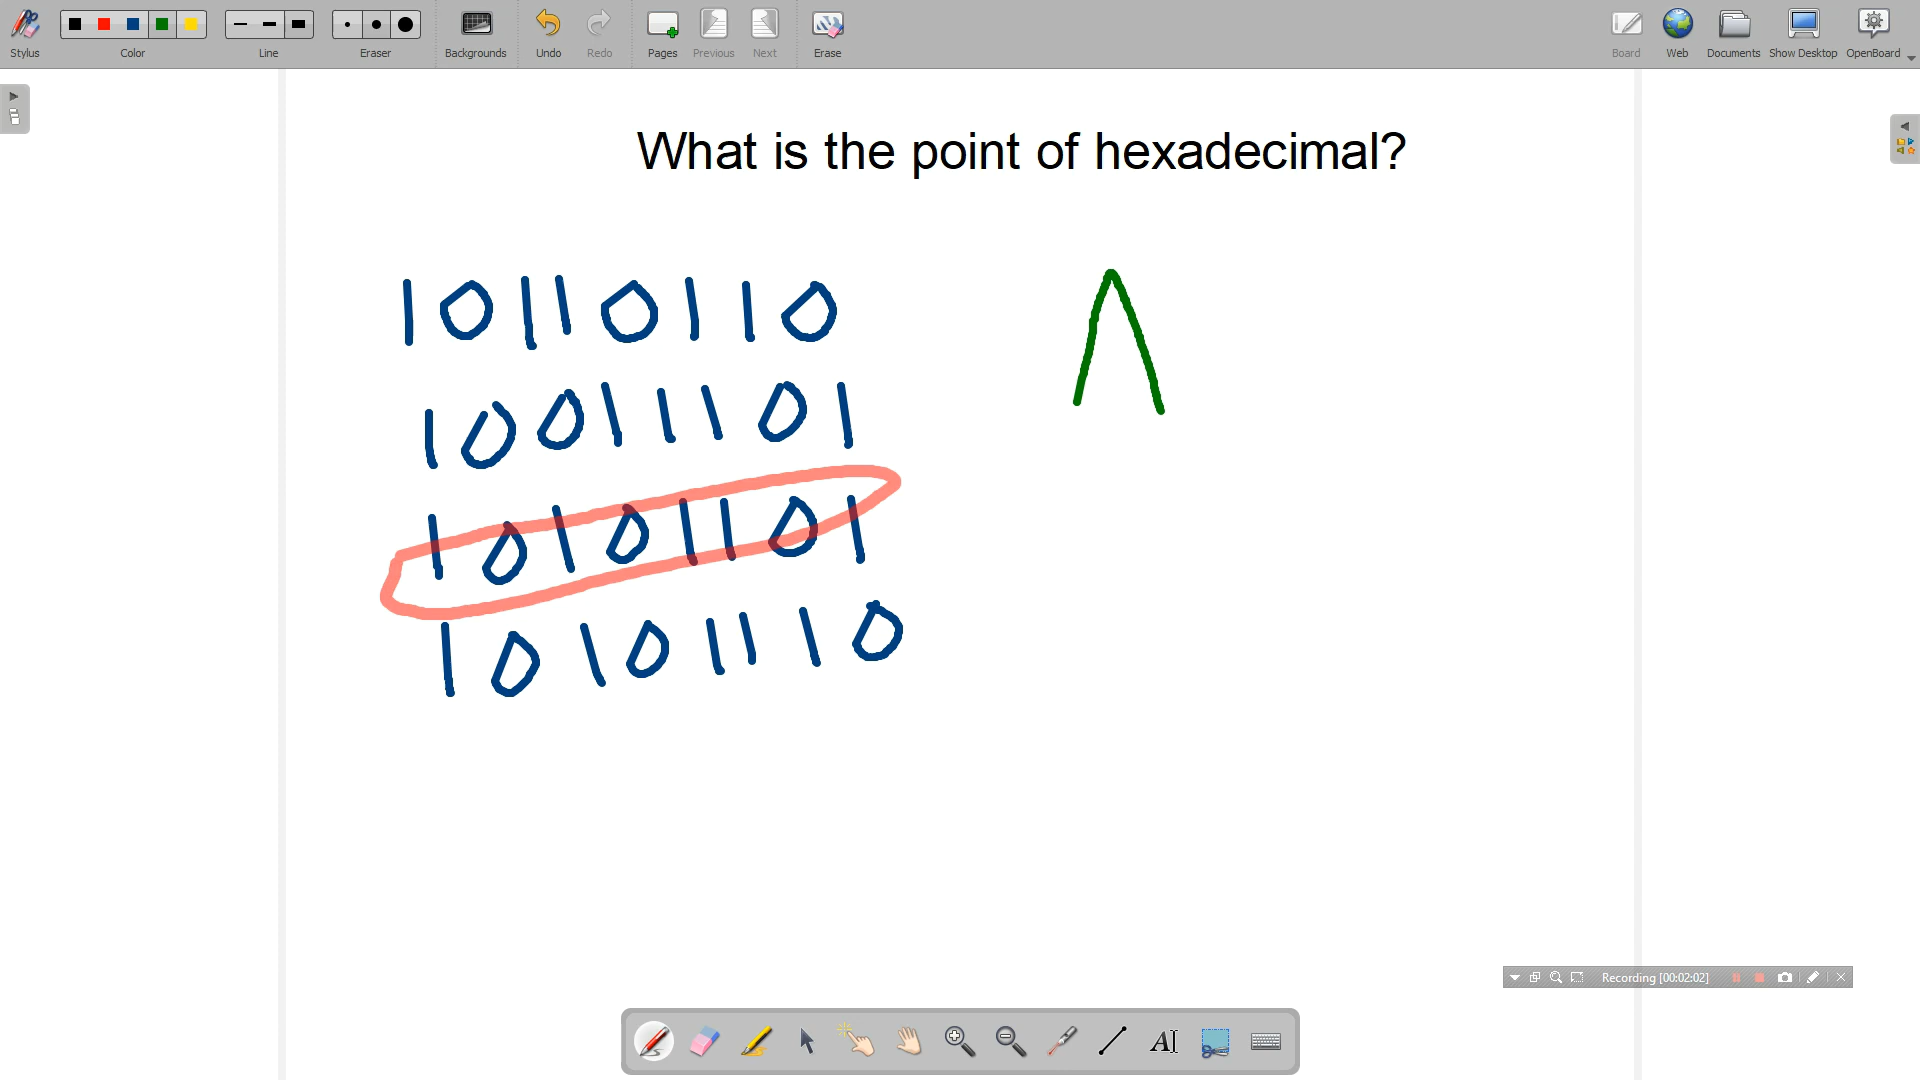 Stylus Color Line Eraser Backgrounds Undo Redo Pages Previous Next Erase Board Web Documents Show Desktop OpenBoard
What is the point of hexadecimal?
10110110
10011101
10101101
10101110
Recording [00:02:02]
AI